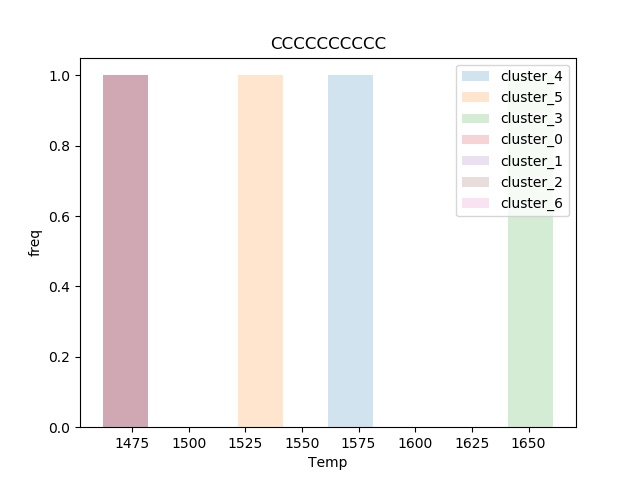 CCCCCCCCCC
cluster_4
cluster_5
cluster_3
cluster_0
cluster_1
cluster_2
cluster_6
1.0
0.8
0.6
0.4
0.2
0.0
freq
1475 1500 1525 1550 1575 1600 1625 1650
Temp